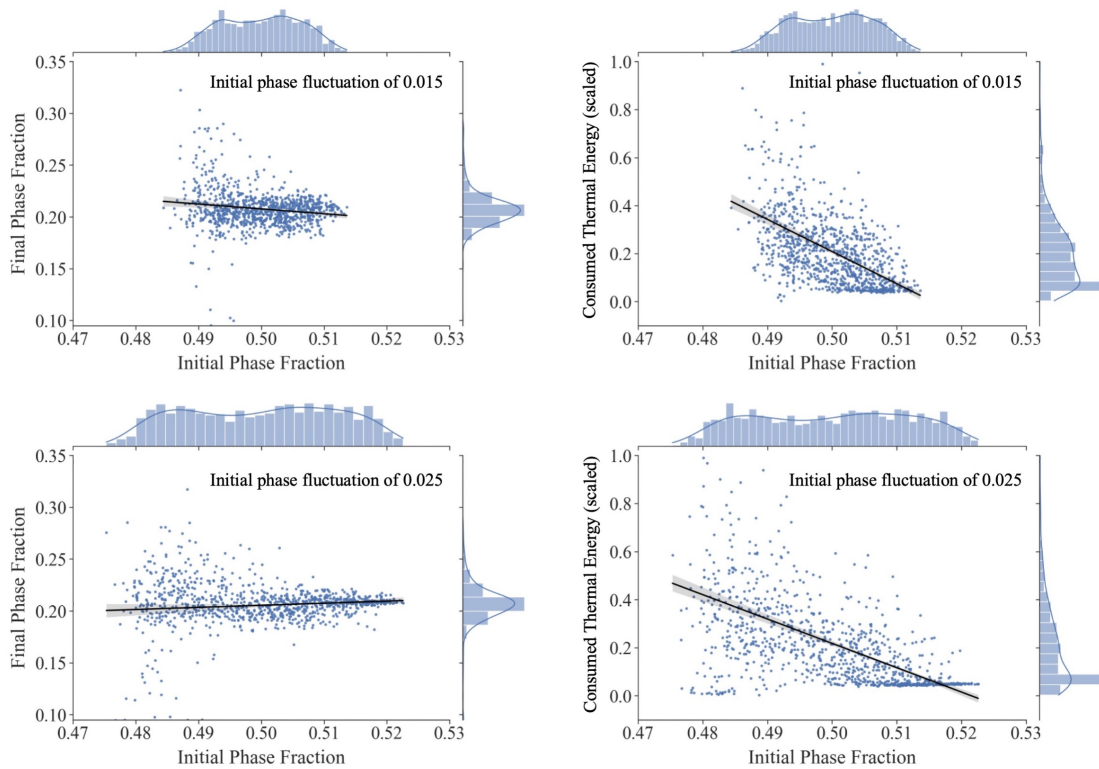 Initial phase fluctuation of 0.015
Final Phase Fraction
0.35
0.30
0.25
0.20
0.15
0.10
0.47 0.48 0.49 0.50 0.51 0.52 0.53
Initial Phase Fraction
Initial phase fluctuation of 0.015
Consumed Thermal Energy (scaled)
1.0
0.8
0.6
0.4
0.2
0.0
0.47 0.48 0.49 0.50 0.51 0.52 0.53
Initial Phase Fraction
Initial phase fluctuation of 0.025
Final Phase Fraction
0.35
0.30
0.25
0.20
0.15
0.10
0.47 0.48 0.49 0.50 0.51 0.52 0.53
Initial Phase Fraction
Initial phase fluctuation of 0.025
Consumed Thermal Energy (scaled)
1.0
0.8
0.6
0.4
0.2
0.0
0.47 0.48 0.49 0.50 0.51 0.52 0.53
Initial Phase Fraction